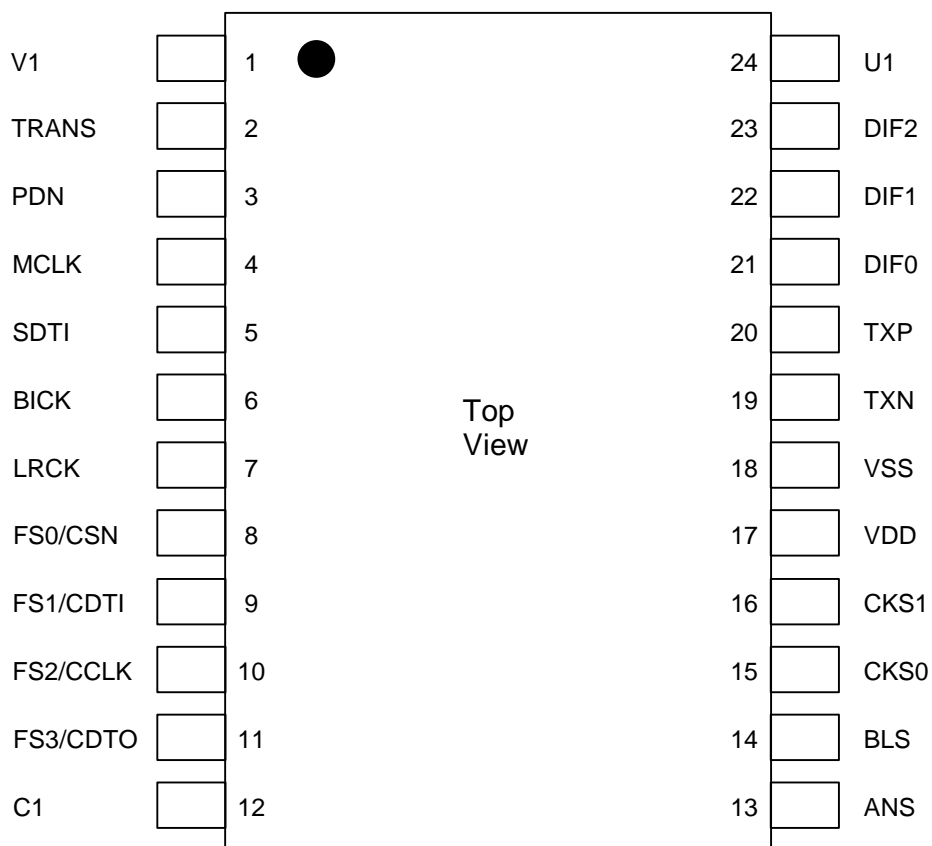 V1 1 24 U1
TRANS 2 23 DIF2
PDN 3 22 DIF1
MCLK 4 21 DIF0
SDTI 5 20 TXP
BICK 6 19 TXN
Top
View
LRCK 7 18 VSS
FS0/CSN 8 17 VDD
FS1/CDTI 9 16 CKS1
FS2/CCLK 10 15 CKS0
FS3/CDTO 11 14 BLS
C1 12 13 ANS